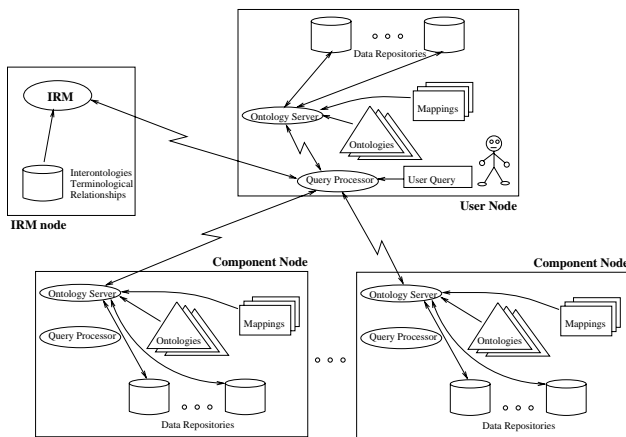 Data Repositories
IRM
Mappings
Ontology Server
Ontologies
Interontologies
Terminological
Relationships
Query Processor
User Query
User Node
IRM node
Component Node
Ontology Server
Mappings
Query Processor
Ontologies
Data Repositories
Component Node
Ontology Server
Mappings
Query Processor
Ontologies
Data Repositories